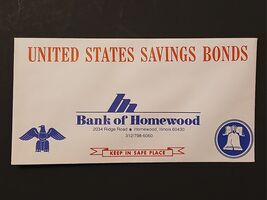 UNITED STATES SAVINGS BONDS
Bank of Homewood
2034 Ridge Road ■ Homewood, Illinois 60430
312/798-6060
KEEP IN SAFE PLACE